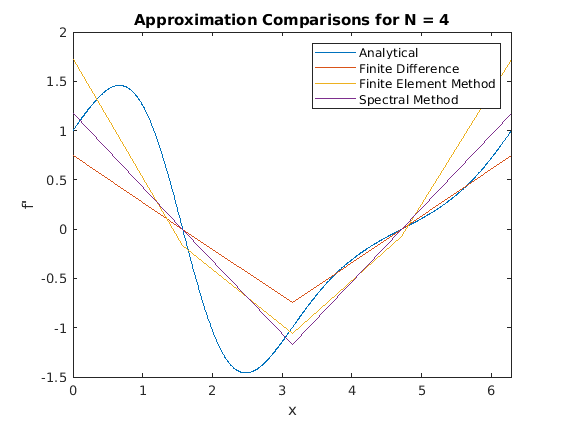 Approximation Comparisons for N = 4
2
1.5
1
0.5
0
-0.5
-1
-1.5
f'
Analytical
Finite Difference
Finite Element Method
Spectral Method
0 1 2 3 4 5 6
x